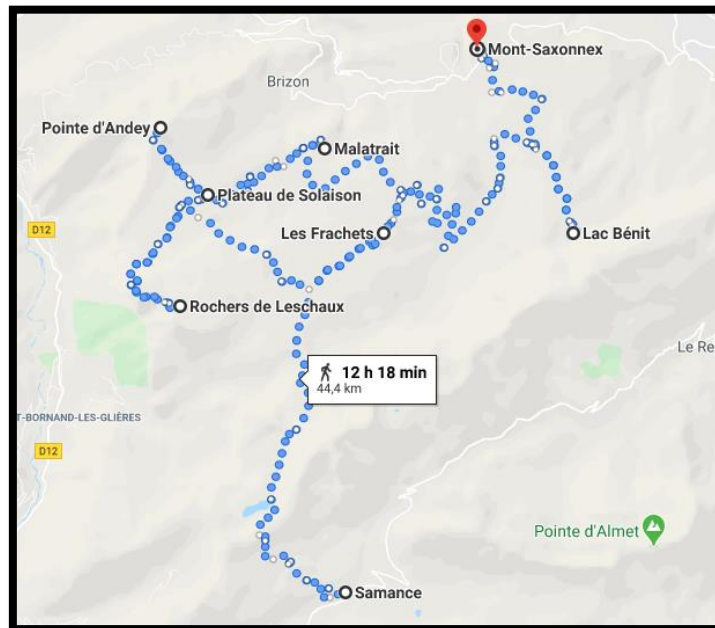 Mont-Saxonnex
Brizon
Pointe d'Andey
Malatrait
Plateau de Solaison
D12
Les Frachets
Lac Bénit
Rochers de Leschaux
Le Re
12 h 18 min
44,4 km
T-BORNAND-LES-GLIÈRES
D12
Pointe d'Almet
Samance